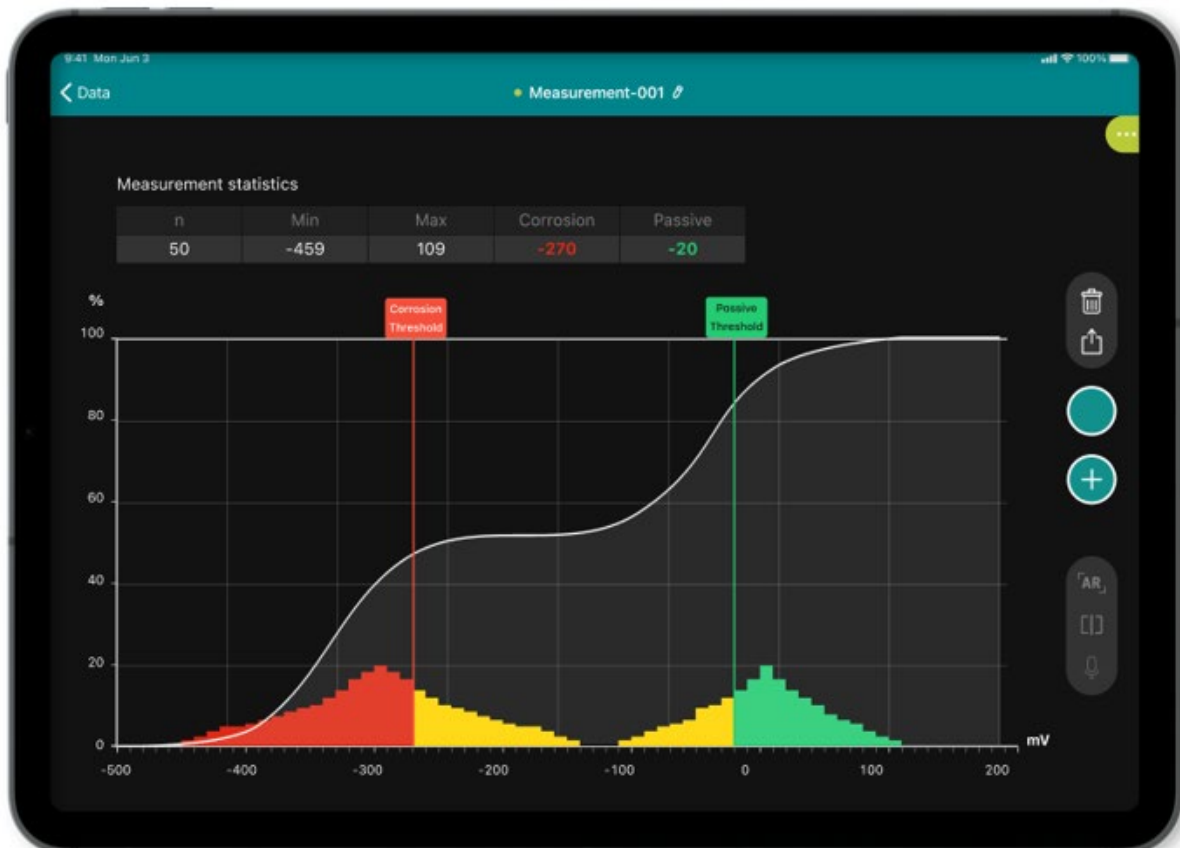 9:41 Mon Jun 3
100%
Data
Measurement-001
Measurement statistics
n Min Max Corrosion Passive
50 -459 109 -270 -20
%
Corrosion
Threshold
Passive
Threshold
100
80
60
40
20
0
mV
-500 -400 -300 -200 -100 0 100 200
AR